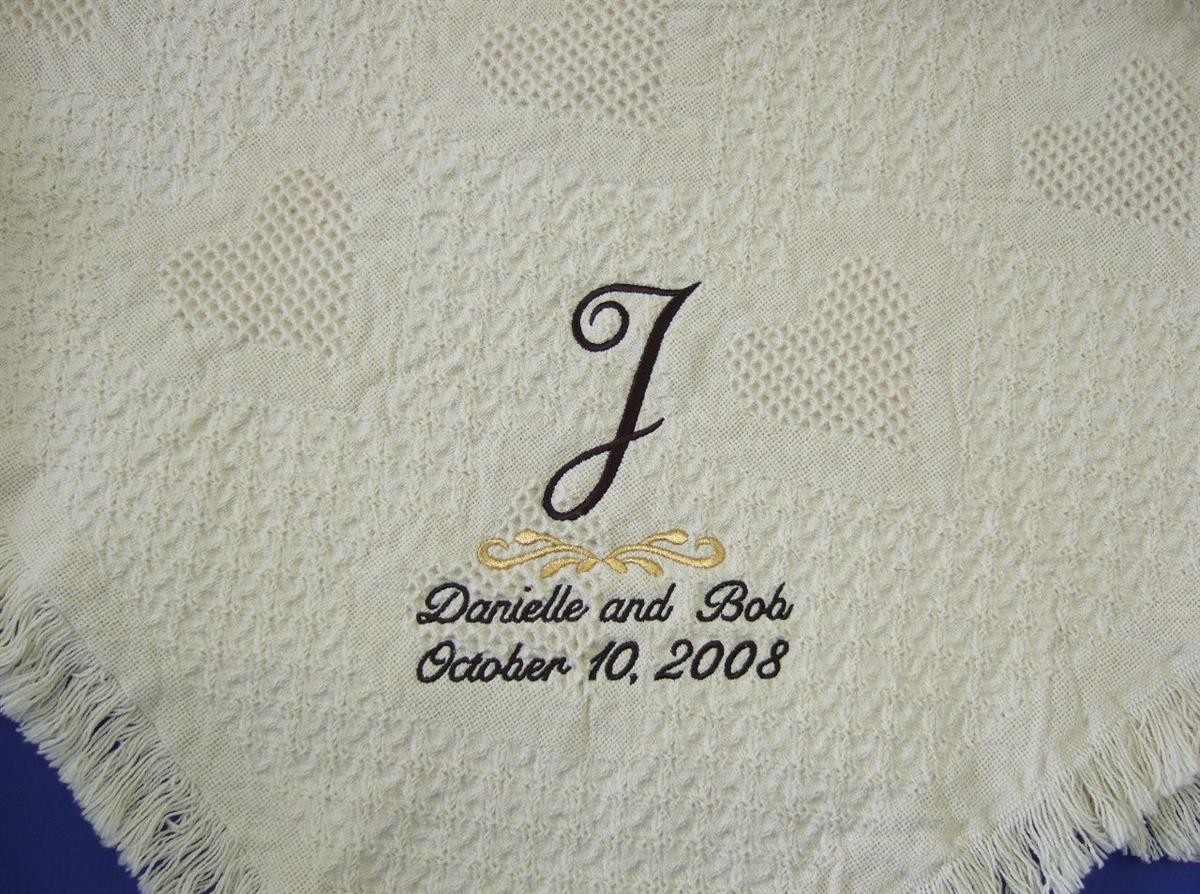 J
Danielle and Bob
October 10, 2008